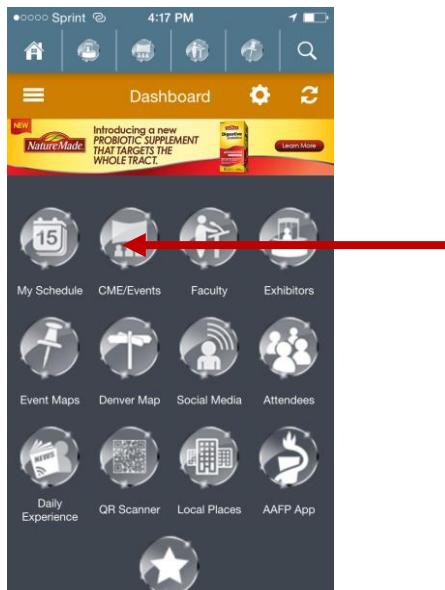 Sprint 4:17 PM
Dashboard
NEW
Nature Made
Introducing a new
PROBIOTIC SUPPLEMENT
THAT TARGETS THE
WHOLE TRACT.
Learn More
15
My Schedule CME/Events Faculty Exhibitors
Event Maps Denver Map Social Media Attendees
NEWS
Daily
Experience QR Scanner Local Places AAFP App